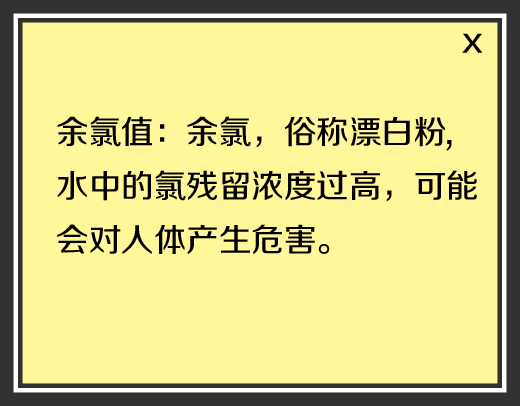 x
余氯值：余氯，俗称漂白粉，
水中的氯残留浓度过高，可能
会对人体产生危害。